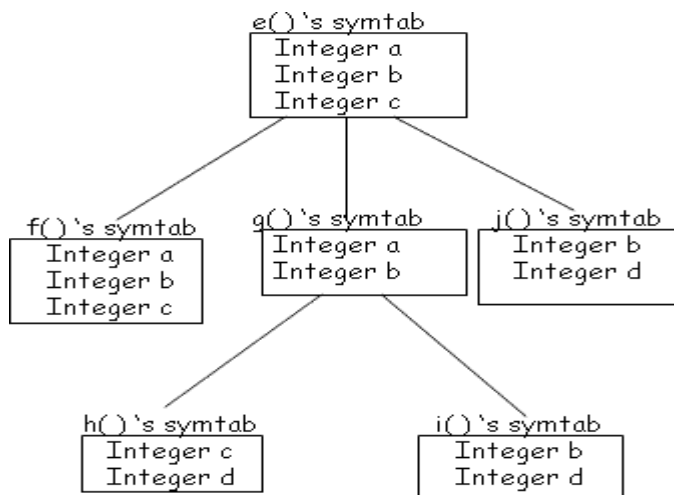 e() `s symtab
Integer a
Integer b
Integer c
f() 's symtab
Integer a
Integer b
Integer c
g() 's symtab
Integer a
Integer b
j() 's symtab
Integer b
Integer d
h() 's symtab
Integer c
Integer d
i() 's symtab
Integer b
Integer d